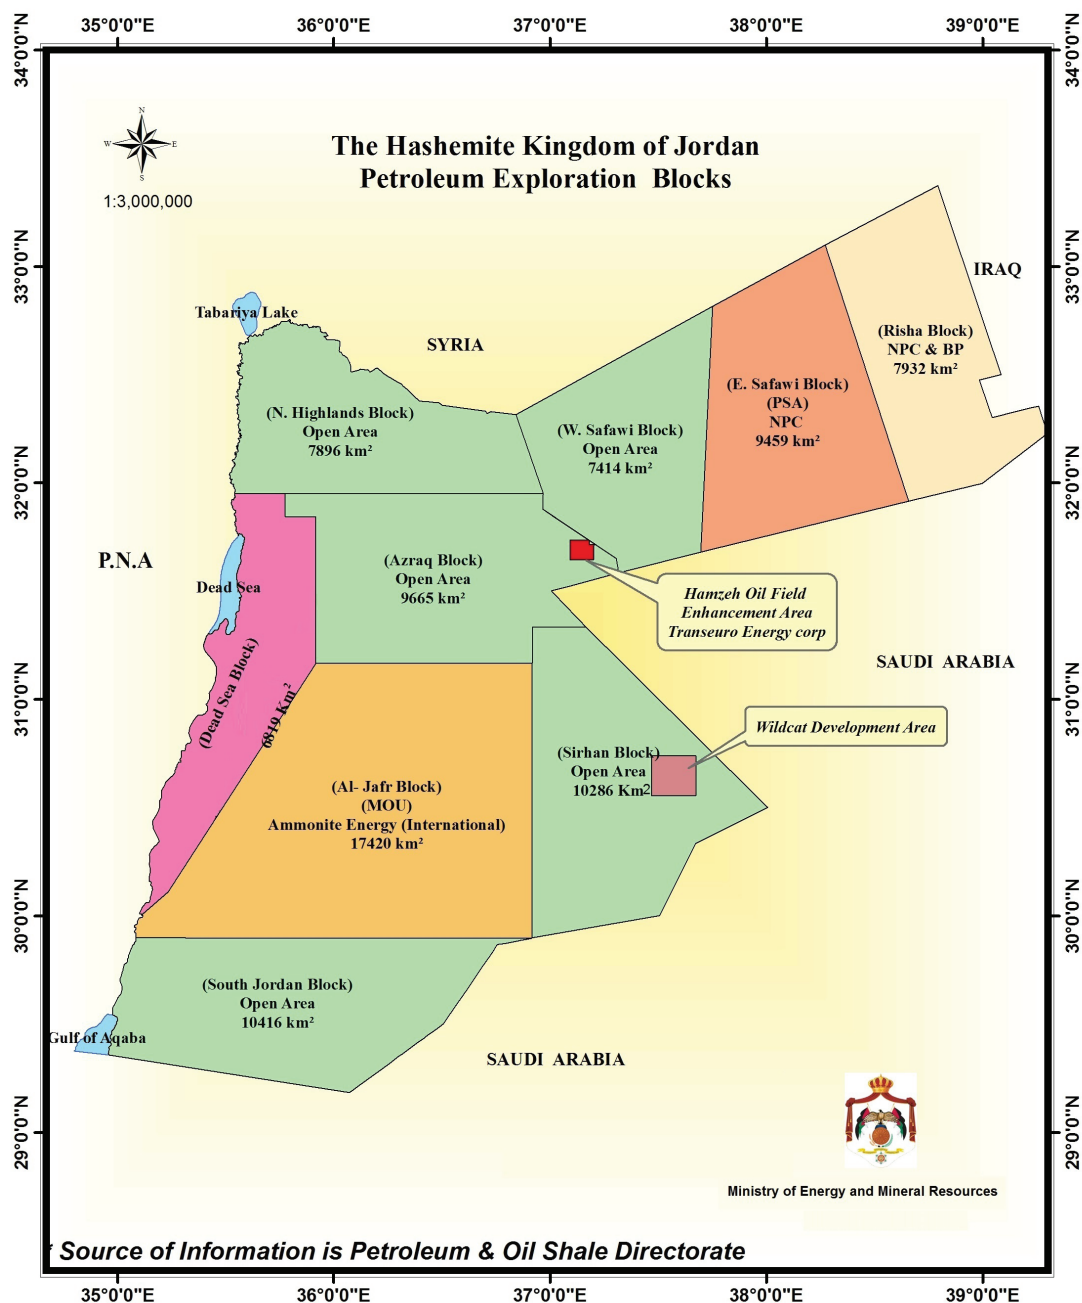 35°0'0"E 36°0'0"E 37°0'0"E 38°0'0"E 39°0'0"E
34°0'0"N
34°0'0"N
N
W E
S
1:3,000,000
The Hashemite Kingdom of Jordan
Petroleum Exploration Blocks
33°0'0"N
33°0'0"N
IRAQ
Tabariya Lake
SYRIA
(Risha Block)
NPC & BP
7932 km²
(E. Safawi Block)
(PSA)
NPC
9459 km²
(N. Highlands Block)
Open Area
7896 km²
(W. Safawi Block)
Open Area
7414 km²
32°0'0"N
32°0'0"N
P.N.A
(Azraq Block)
Open Area
9665 km²
Dead Sea
Hamzeh Oil Field
Enhancement Area
Transeuro Energy corp
SAUDI ARABIA
(Dead Sea Block)
6819 Km²
31°0'0"N
31°0'0"N
Wildcat Development Area
(Sirhan Block)
Open Area
10286 Km2
(Al- Jafr Block)
(MOU)
Ammonite Energy (International)
17420 km²
30°0'0"N
30°0'0"N
(South Jordan Block)
Open Area
10416 km²
Gulf of Aqaba
SAUDI ARABIA
29°0'0"N
29°0'0"N
Ministry of Energy and Mineral Resources
* Source of Information is Petroleum & Oil Shale Directorate
35°0'0"E 36°0'0"E 37°0'0"E 38°0'0"E 39°0'0"E